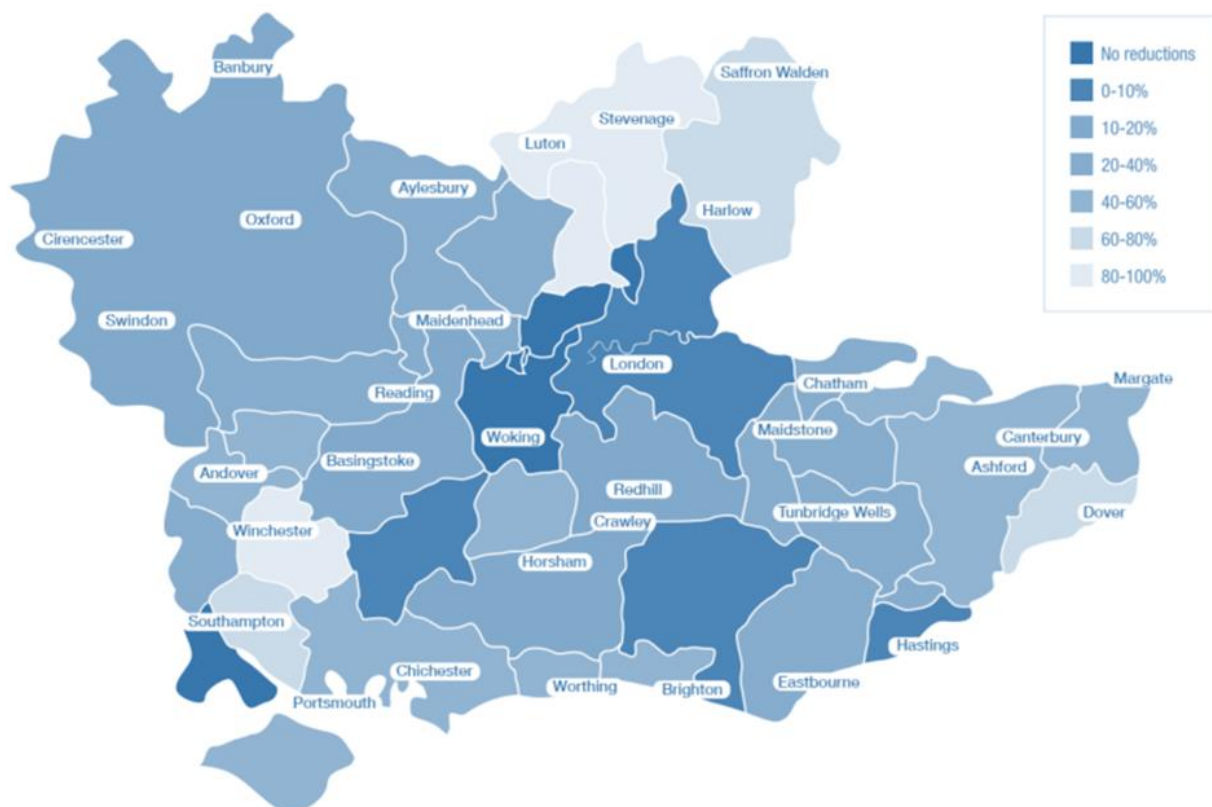 No reductions
0-10%
10-20%
20-40%
40-60%
60-80%
80-100%
Banbury
Saffron Walden
Stevenage
Luton
Aylesbury
Harlow
Oxford
Cirencester
Swindon
Maidenhead
London
Chatham
Margate
Reading
Woking
Maidstone
Canterbury
Ashford
Andover
Basingstoke
Redhill
Tunbridge Wells
Dover
Crawley
Winchester
Horsham
Southampton
Hastings
Chichester
Eastbourne
Worthing
Brighton
Portsmouth